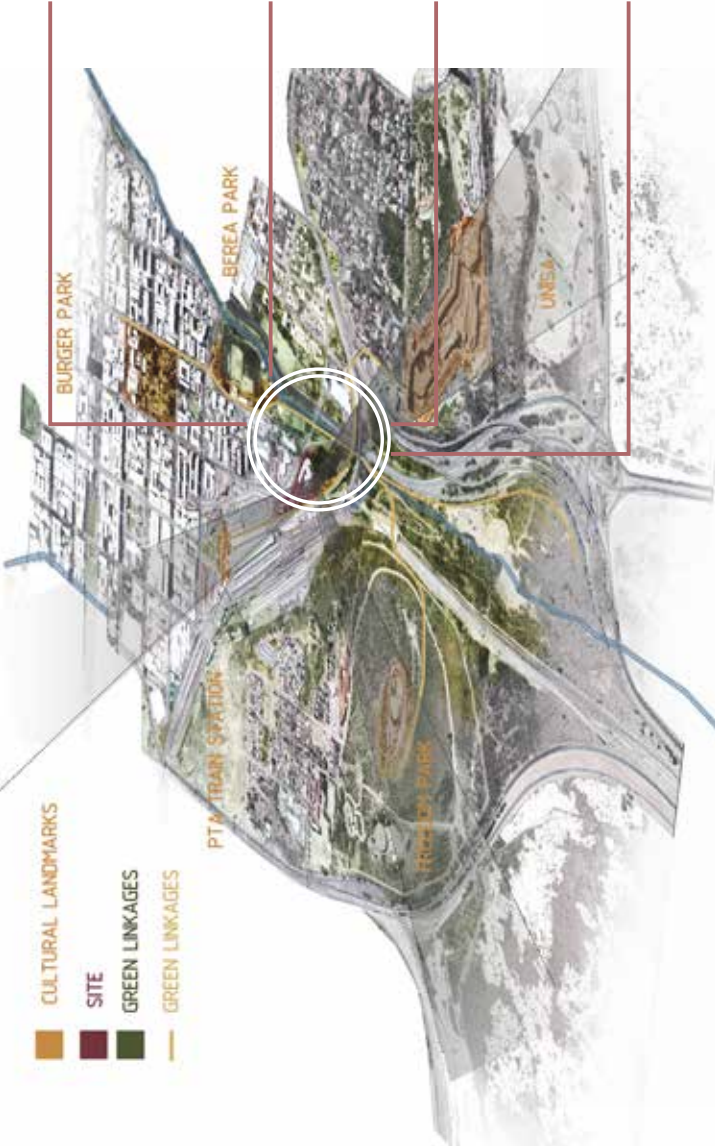 BURGER PARK
BEREA PARK
UNISA
PTA TRAIN STATION
FREEDOM PARK
CULTURAL LANDMARKS
SITE
GREEN LINKAGES
GREEN LINKAGES